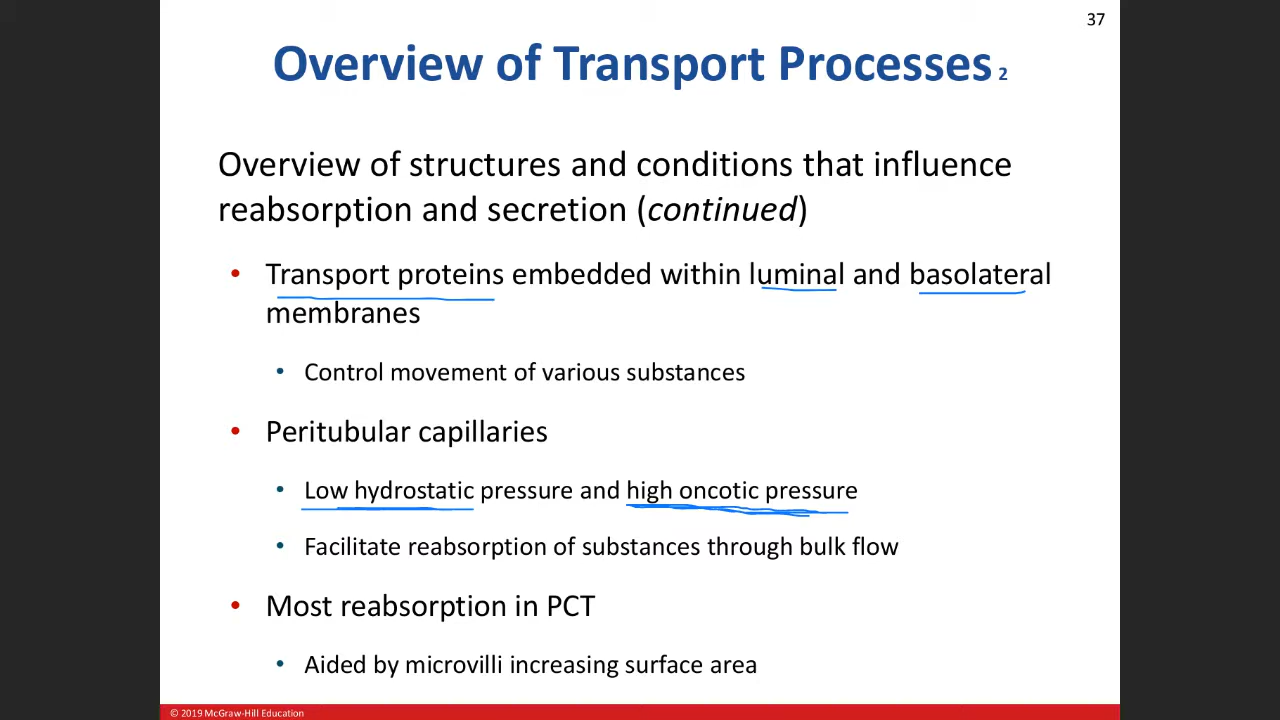 37
Overview of Transport Processes 2
Overview of structures and conditions that influence
reabsorption and secretion (continued)
• Transport proteins embedded within luminal and basolateral
membranes
• Control movement of various substances
• Peritubular capillaries
• Low hydrostatic pressure and high oncotic pressure
• Facilitate reabsorption of substances through bulk flow
• Most reabsorption in PCT
• Aided by microvilli increasing surface area
© 2019 McGraw-Hill Education